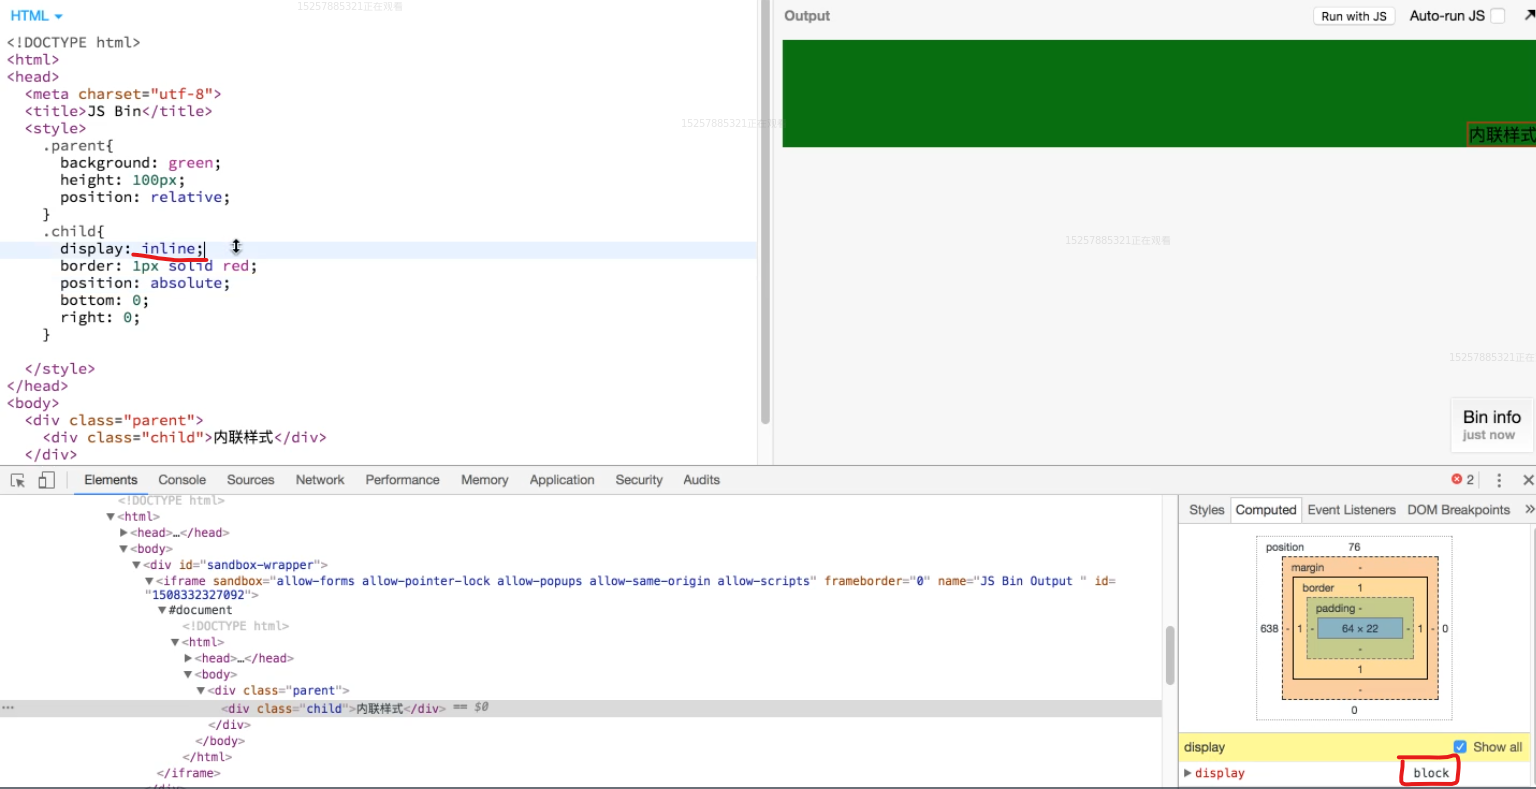 HTML
15257885321正在观看
Output
Run with JS
Auto-run JS
<!DOCTYPE html>
<html>
<head>
<meta charset="utf-8">
<title>JS Bin</title>
<style>
.parent{
background: green;
height: 100px;
position: relative;
}
.child{
display: inline;
border: 1px solid red;
position: absolute;
bottom: 0;
right: 0;
}
</style>
</head>
<body>
<div class="parent">
<div class="child">内联样式</div>
</div>
15257885321正在观看
内联样式
15257885321正在观看
15257885321正在
Bin info
just now
Elements Console Sources Network Performance Memory Application Security Audits
2
<!DOCTYPE html>
<html>
<head>…</head>
<body>
<div id="sandbox-wrapper">
<iframe sandbox="allow-forms allow-pointer-lock allow-popups allow-same-origin allow-scripts" frameborder="0" name="JS Bin Output " id=
"1508332327092">
#document
<!DOCTYPE html>
<html>
<head>…</head>
<body>
<div class="parent">
... <div class="child">内联样式</div> == $0
</div>
</body>
</html>
</iframe>
Styles Computed Event Listeners DOM Breakpoints »
position 76
margin -
border 1
padding -
638 - 1 - 64 × 22 - 1 - 0
-
1
-
0
display
Show all
display block